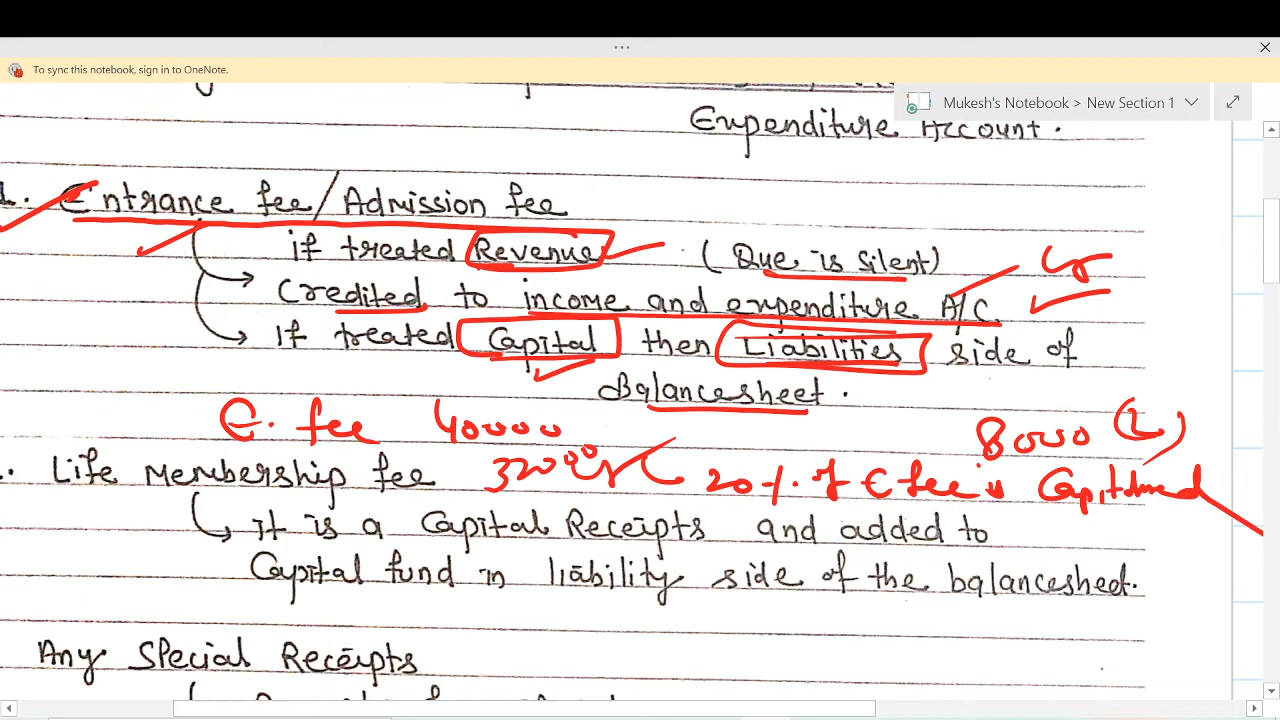 To sync this notebook, sign in to OneNote.
Mukesh's Notebook > New Section 1
Expenditure Account.
1. Entrance fee/Admission fee
if treated Revenue (Que is silent)
Credited to income and expenditure A/C
If treated Capital then Liabilities side of
Balancesheet.
E. fee 40000 8000 (L)
Life Membership fee 32000 20%. of E fee is Capitalised
it is a Capital Receipts and added to
Capital fund in liability side of the balancesheet.
Any Special Receipts